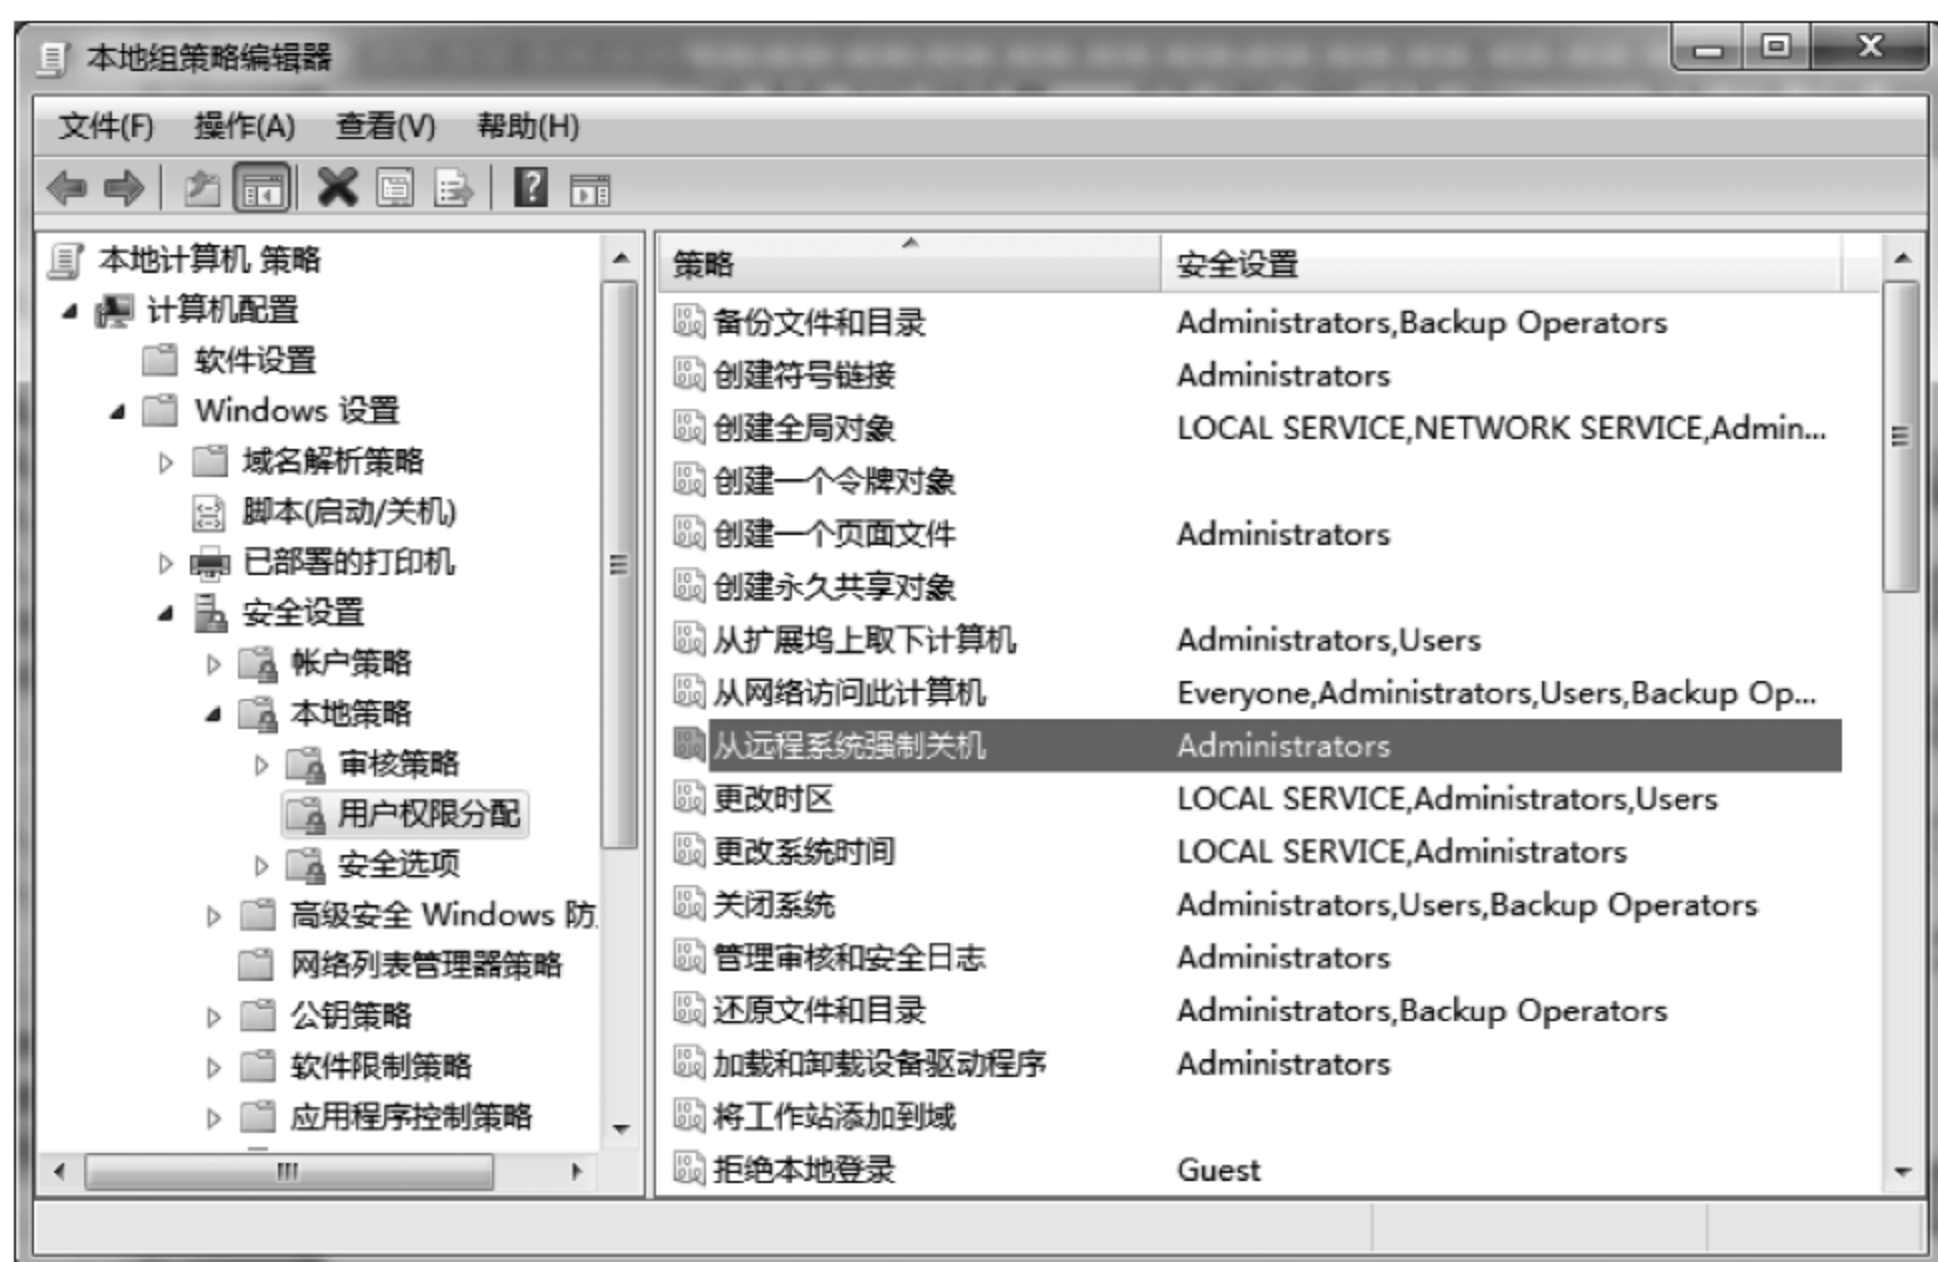 本地组策略编辑器
文件(F) 操作(A) 查看(V) 帮助(H)
本地计算机 策略
计算机配置
软件设置
Windows 设置
域名解析策略
脚本(启动/关机)
已部署的打印机
安全设置
帐户策略
本地策略
审核策略
用户权限分配
安全选项
高级安全 Windows 防
网络列表管理器策略
公钥策略
软件限制策略
应用程序控制策略
策略 安全设置
备份文件和目录 Administrators,Backup Operators
创建符号链接 Administrators
创建全局对象 LOCAL SERVICE,NETWORK SERVICE,Admin...
创建一个令牌对象
创建一个页面文件 Administrators
创建永久共享对象
从扩展坞上取下计算机 Administrators,Users
从网络访问此计算机 Everyone,Administrators,Users,Backup Op...
从远程系统强制关机 Administrators
更改时区 LOCAL SERVICE,Administrators,Users
更改系统时间 LOCAL SERVICE,Administrators
关闭系统 Administrators,Users,Backup Operators
管理审核和安全日志 Administrators
还原文件和目录 Administrators,Backup Operators
加载和卸载设备驱动程序 Administrators
将工作站添加到域
拒绝本地登录 Guest